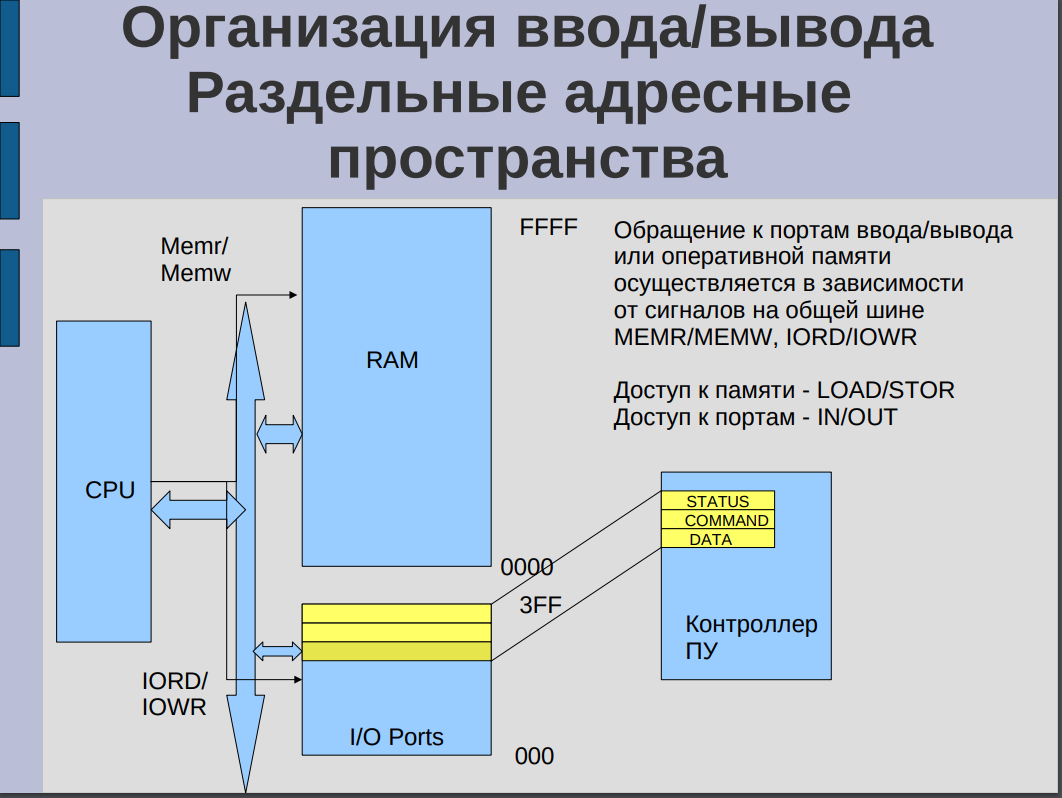 Организация ввода/вывода
Раздельные адресные
пространства
Memr/
Memw
CPU
IORD/
IOWR
RAM
FFFF
0000
3FF
I/O Ports
000
Обращение к портам ввода/вывода
или оперативной памяти
осуществляется в зависимости
от сигналов на общей шине
MEMR/MEMW, IORD/IOWR
Доступ к памяти - LOAD/STOR
Доступ к портам - IN/OUT
STATUS
COMMAND
DATA
Контроллер
ПУ